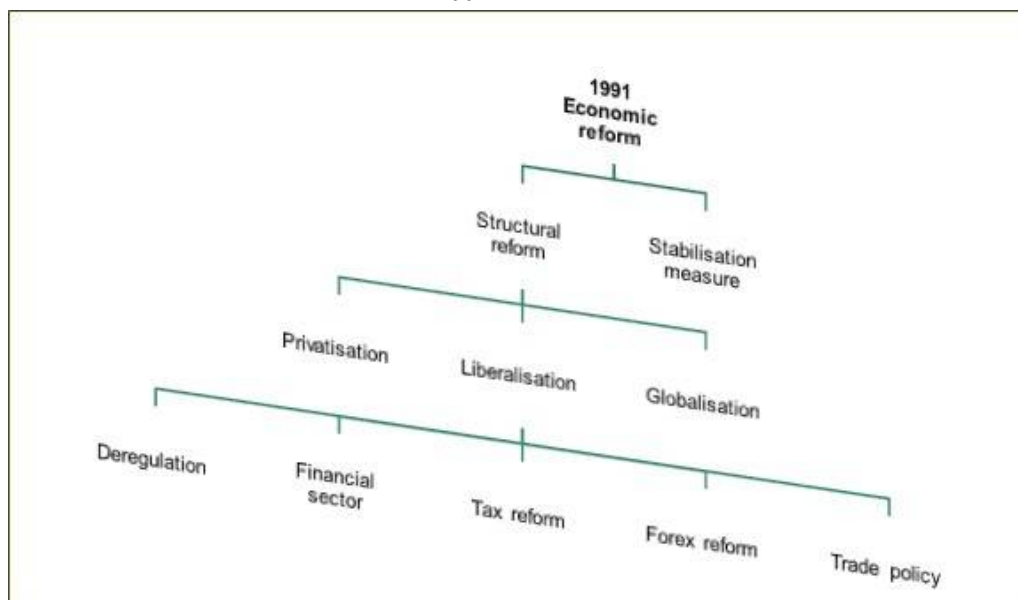 1991
Economic
reform
Structural
reform
Stabilisation
measure
Privatisation
Liberalisation
Globalisation
Deregulation
Financial
sector
Tax reform
Forex reform
Trade policy